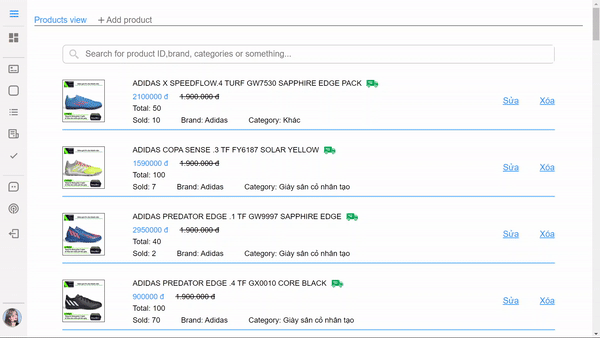 Products view + Add product
Search for product ID,brand, categories or something...
ADIDAS X SPEEDFLOW.4 TURF GW7530 SAPPHIRE EDGE PACK
2100000 đ 1.900.000 đ
Total: 50
Sold: 10 Brand: Adidas Category: Khác
Sửa Xóa
ADIDAS COPA SENSE .3 TF FY6187 SOLAR YELLOW
1590000 đ 1.900.000 đ
Total: 100
Sold: 7 Brand: Adidas Category: Giày sân cỏ nhân tạo
Sửa Xóa
ADIDAS PREDATOR EDGE .1 TF GW9997 SAPPHIRE EDGE
2950000 đ 1.900.000 đ
Total: 40
Sold: 2 Brand: Adidas Category: Giày sân cỏ nhân tạo
Sửa Xóa
ADIDAS PREDATOR EDGE .4 TF GX0010 CORE BLACK
900000 đ 1.900.000 đ
Total: 100
Sold: 70 Brand: Adidas Category: Giày sân cỏ nhân tạo
Sửa Xóa